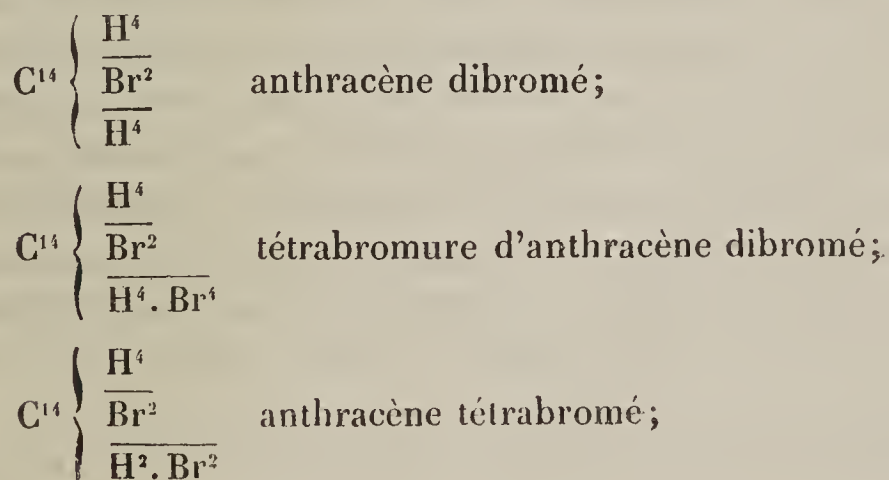 H⁴
C¹⁴ Br² anthracène dibromé;
H⁴
H⁴
C¹⁴ Br² tétrabromure d'anthracène dibromé;
H⁴. Br⁴
H⁴
C¹⁴ Br² anthracène tétrabromé;
H². Br²